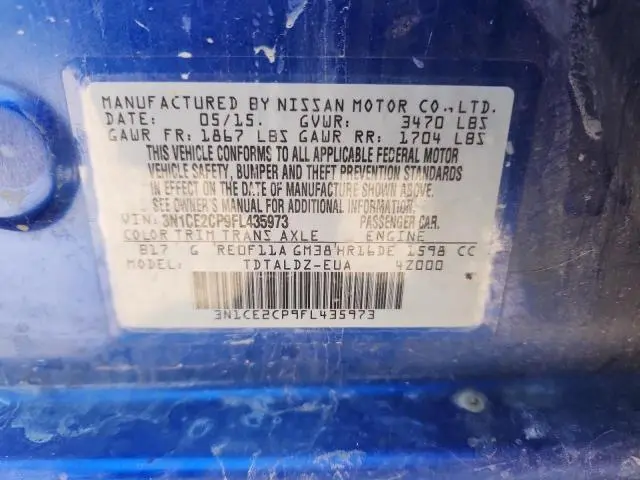 MANUFACTURED BY NISSAN MOTOR CO., LTD.
DATE: 05/15. GVWR: 3470 LBS
GAWR FR: 1867 LBS GAWR RR: 1704 LBS
THIS VEHICLE CONFORMS TO ALL APPLICABLE FEDERAL MOTOR
VEHICLE SAFETY, BUMPER AND THEFT PREVENTION STANDARDS
IN EFFECT ON THE DATE OF MANUFACTURE SHOWN ABOVE.
SEE OWNERS MANUAL FOR ADDITIONAL INFORMATION.
VIN: 3N1CE2CP9FL435973 PASSENGER CAR.
COLOR TRIM TRANS AXLE ENGINE
B17 G RE0F11A GM38 HR16DE 1598 CC
MODEL: TDTALDZ-EUA 4Z000
3N1CE2CP9FL435973